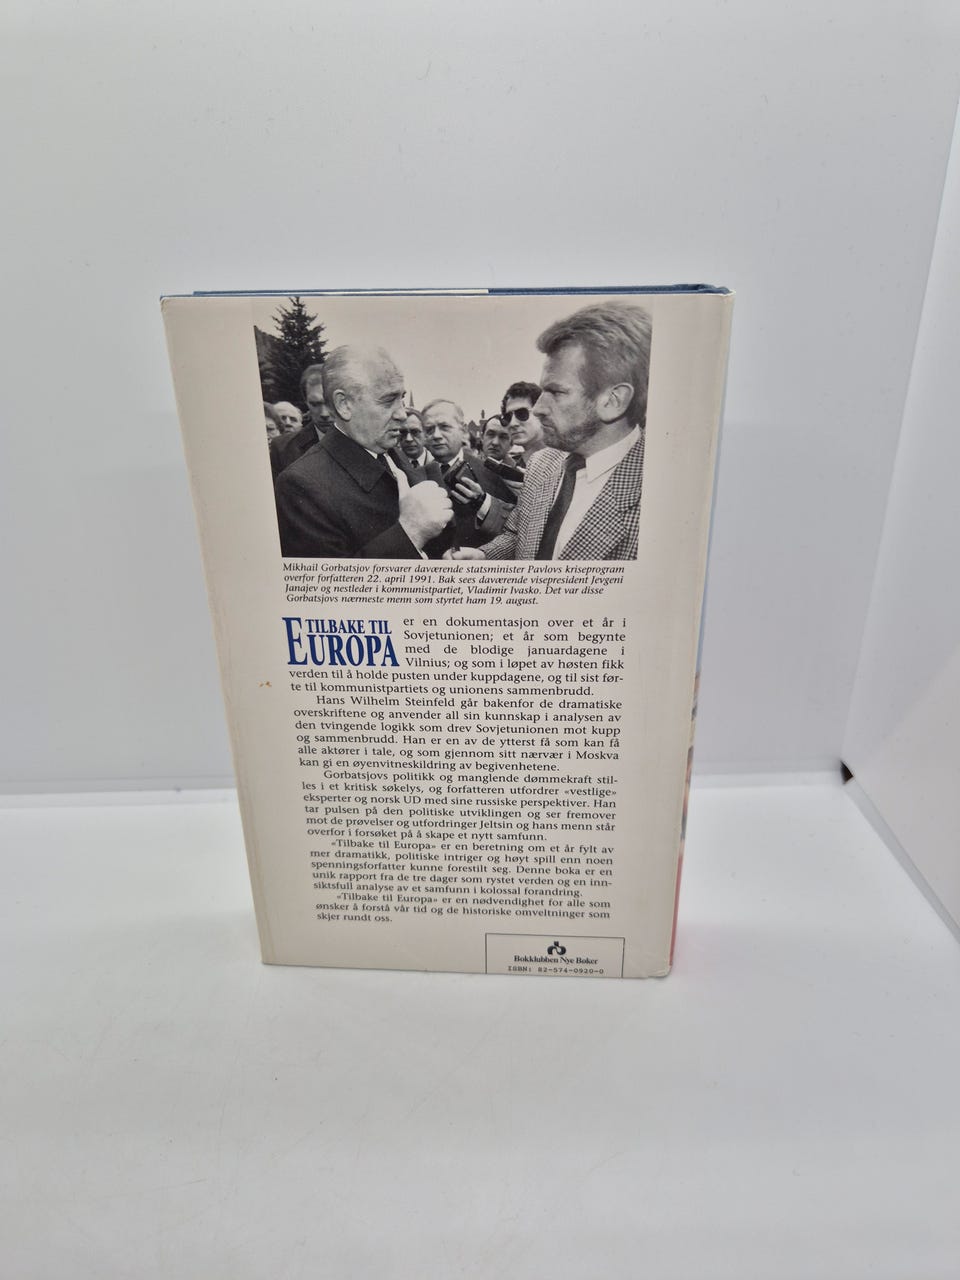 Mikhail Gorbatsjov forsvarer daværende statsminister Pavlovs kriseprogram
overfor forfatteren 22. april 1991. Bak sees daværende visepresident Jevgeni
Janajev og nestleder i kommunistpartiet, Vladimir Ivasko. Det var disse
Gorbatsjovs nærmeste menn som styrtet ham 19. august.
TILBAKE TIL
EUROPA
er en dokumentasjon over et år i
Sovjetunionen; et år som begynte
med de blodige januardagene i
Vilnius; og som i løpet av høsten fikk
verden til å holde pusten under kuppdagene, og til sist før-
te til kommunistpartiets og unionens sammenbrudd.
Hans Wilhelm Steinfeld går bakenfor de dramatiske
overskriftene og anvender all sin kunnskap i analysen av
den tvingende logikk som drev Sovjetunionen mot kupp
og sammenbrudd. Han er en av de ytterst få som kan få
alle aktører i tale, og som gjennom sitt nærvær i Moskva
kan gi en øyenvitneskildring av begivenhetene.
Gorbatsjovs politikk og manglende dømmekraft stil-
les i et kritisk søkelys, og forfatteren utfordrer «vestlige»
eksperter og norsk UD med sine russiske perspektiver. Han
tar pulsen på den politiske utviklingen og ser fremover
mot de prøvelser og utfordringer Jeltsin og hans menn står
overfor i forsøket på å skape et nytt samfunn.
«Tilbake til Europa» er en beretning om et år fylt av
mer dramatikk, politiske intriger og høyt spill enn noen
spenningsforfatter kunne forestilt seg. Denne boka er en
unik rapport fra de tre dager som rystet verden og en inn-
siktsfull analyse av et samfunn i kolossal forandring.
«Tilbake til Europa» er en nødvendighet for alle som
ønsker å forstå vår tid og de historiske omveltninger som
skjer rundt oss.
Bokklubben Nye Bøker
ISBN: 82-574-0920-0